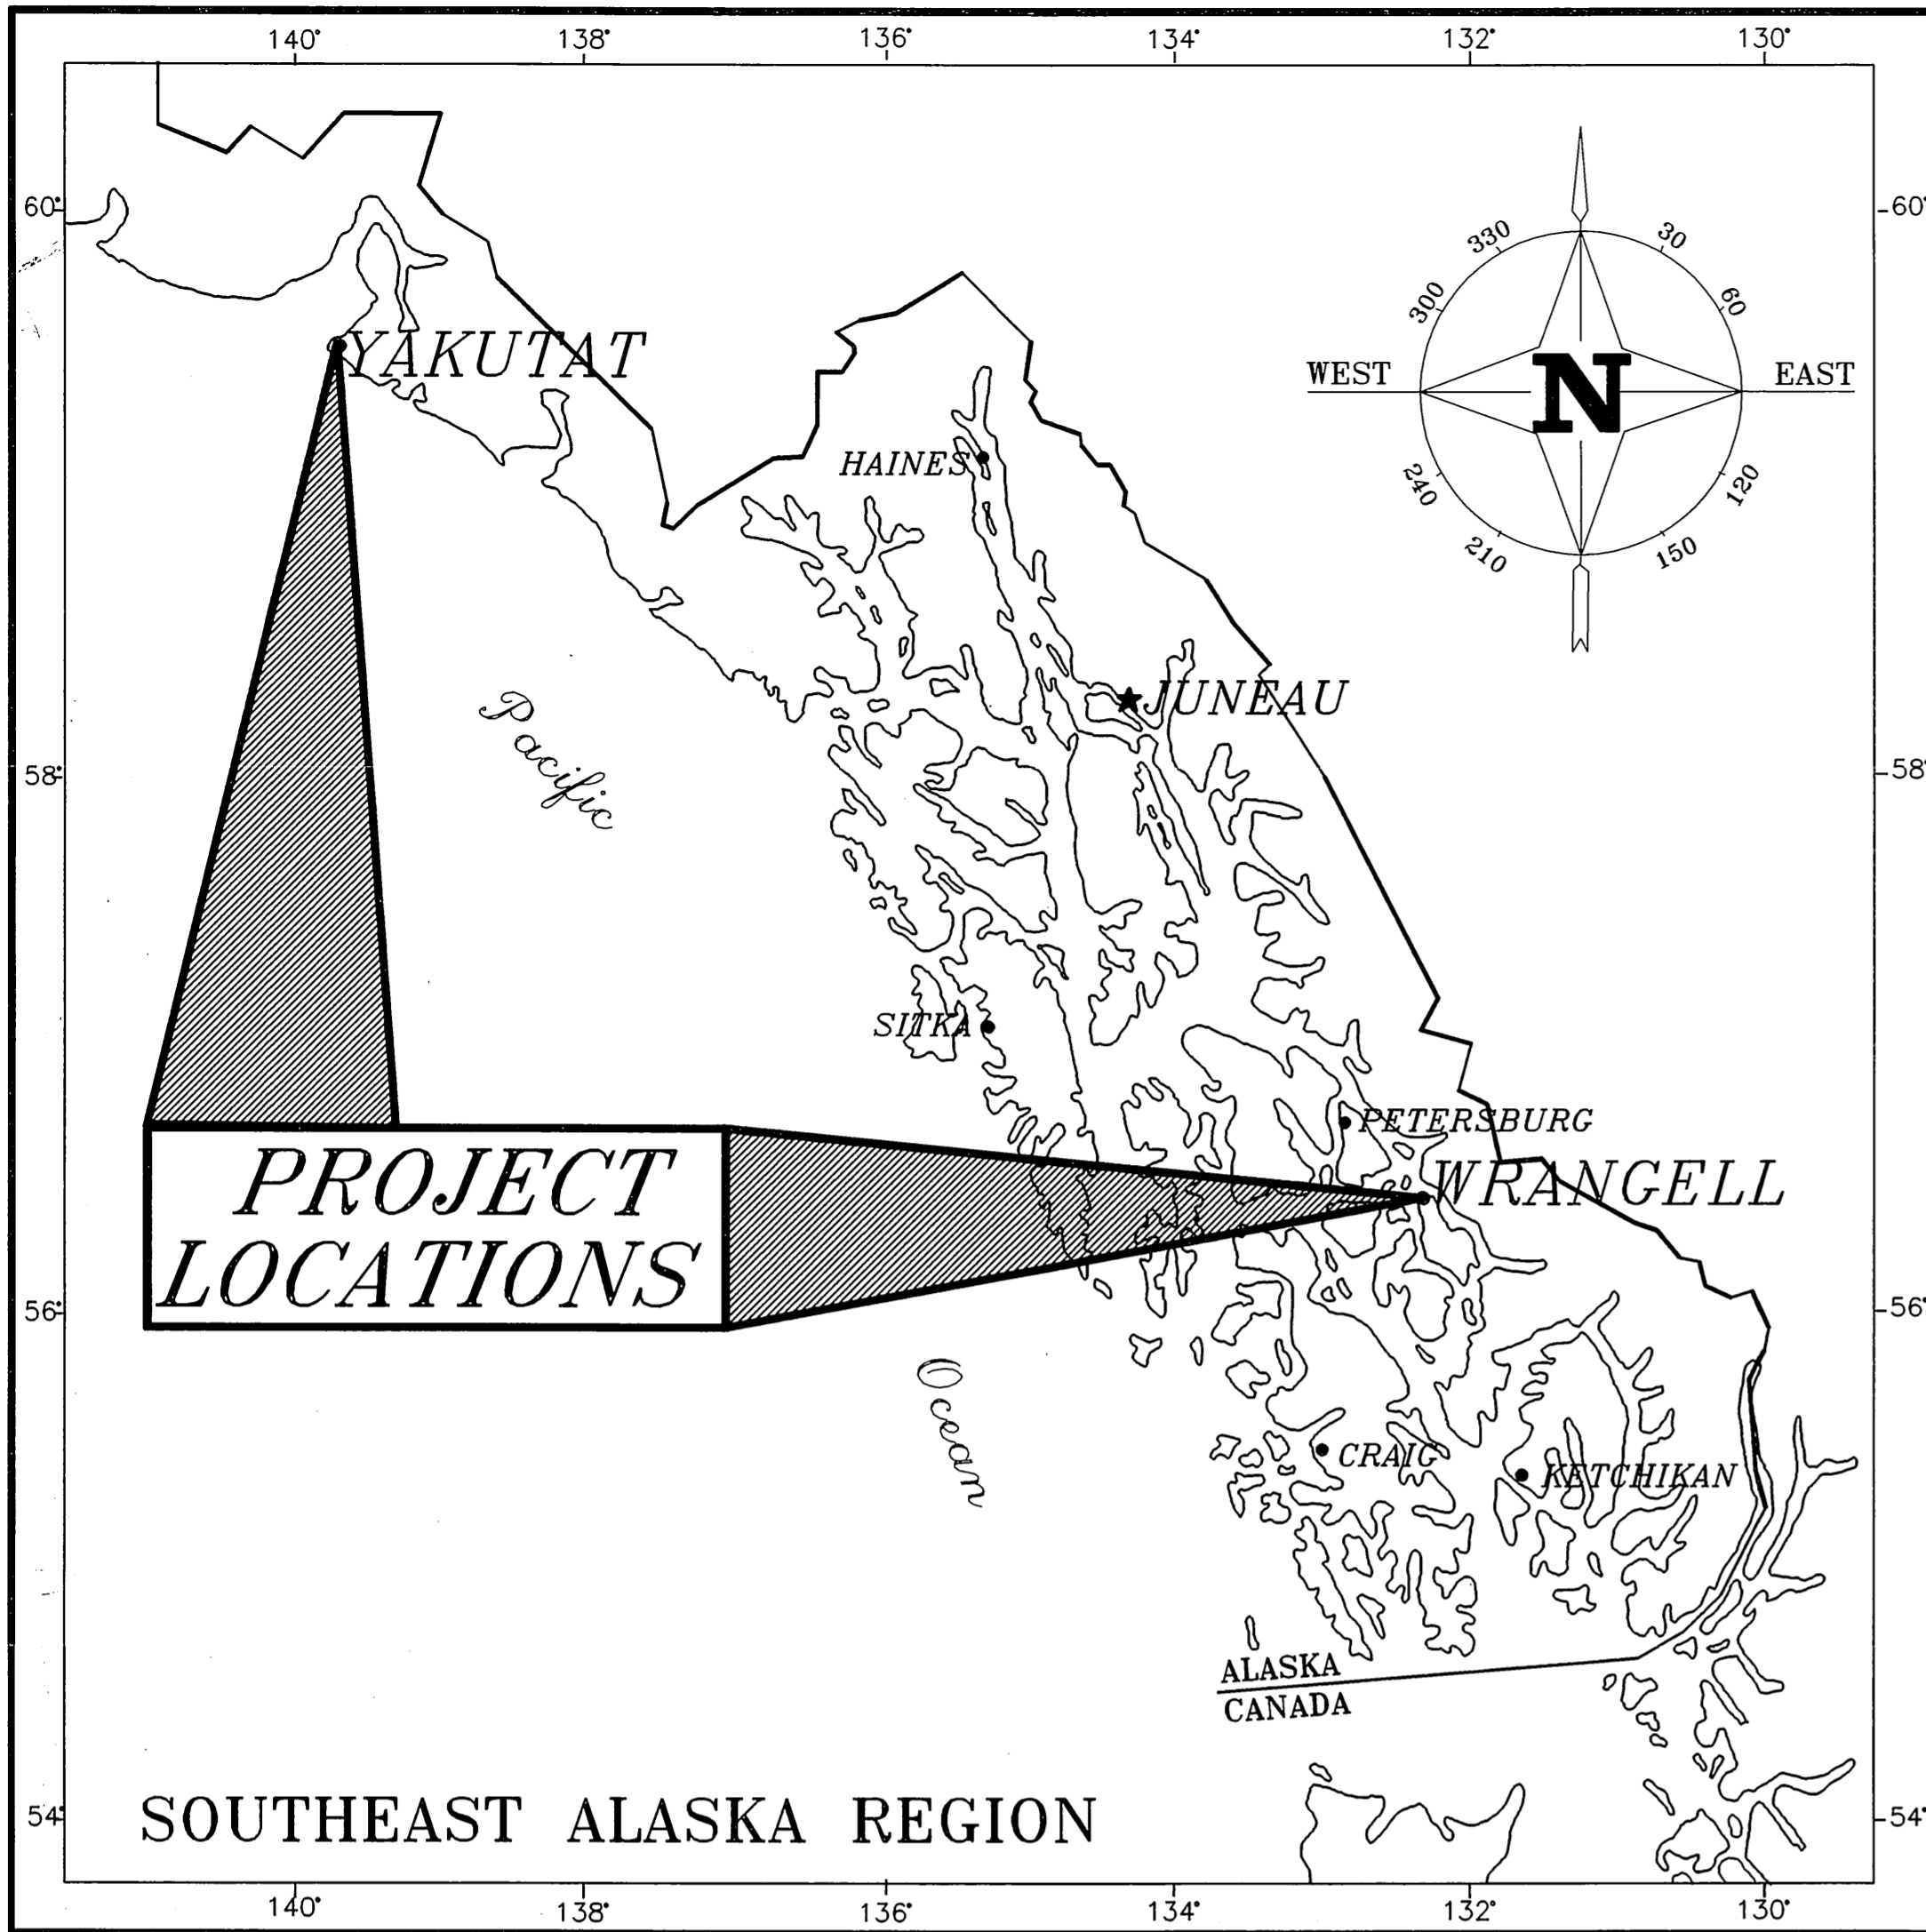 140° 138° 136° 134° 132° 130°
60° 60°
330 30
300 60
YAKUTAT
WEST N EAST
HAINES
240 120
210 150
JUNEAU
Pacific
58° 58°
SITKA
PETERSBURG
PROJECT
LOCATIONS
WRANGELL
56° 56°
Ocean
CRAIG
KETCHIKAN
ALASKA
CANADA
SOUTHEAST ALASKA REGION
54° 54°
140° 138° 136° 134° 132° 130°